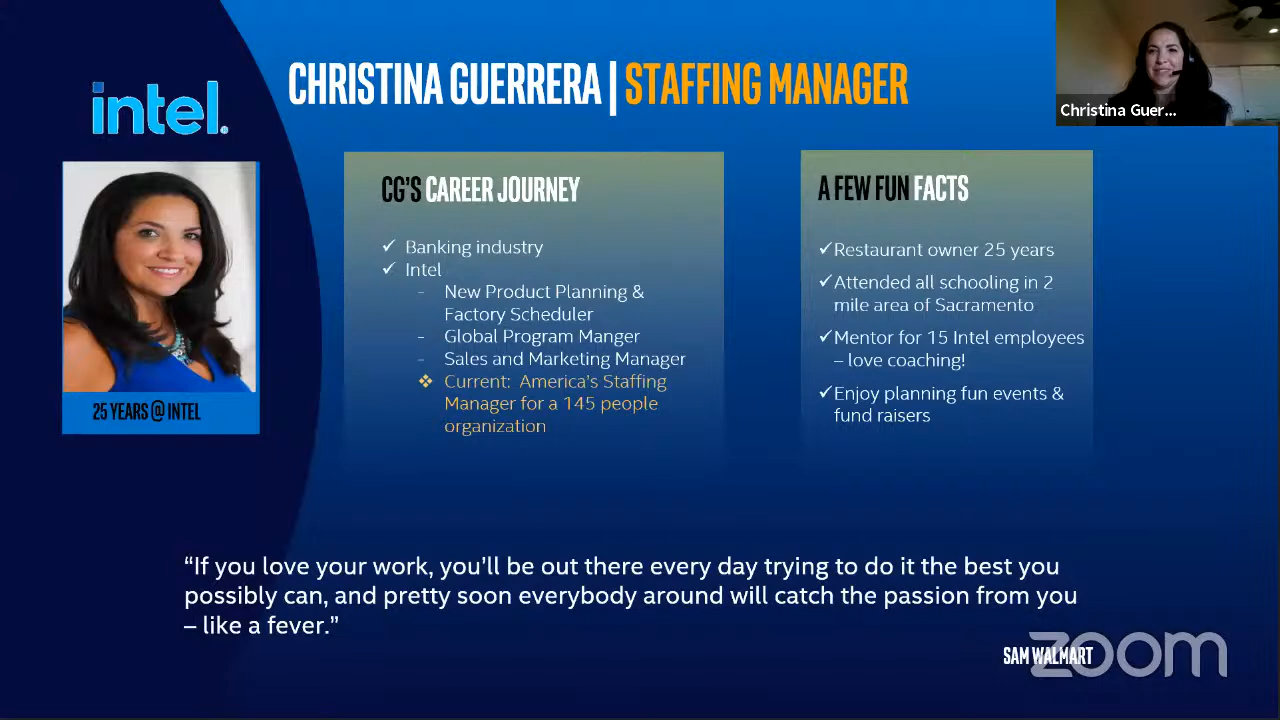 intel.
CHRISTINA GUERRERA | STAFFING MANAGER
Christina Guer...
25 YEARS @ INTEL
CG'S CAREER JOURNEY
✓ Banking industry
✓ Intel
- New Product Planning &
Factory Scheduler
- Global Program Manger
- Sales and Marketing Manager
❖ Current: America's Staffing
Manager for a 145 people
organization
A FEW FUN FACTS
✓Restaurant owner 25 years
✓Attended all schooling in 2
mile area of Sacramento
✓Mentor for 15 Intel employees
– love coaching!
✓Enjoy planning fun events &
fund raisers
“If you love your work, you’ll be out there every day trying to do it the best you
possibly can, and pretty soon everybody around will catch the passion from you
– like a fever.”
SAM WALMART
zoom